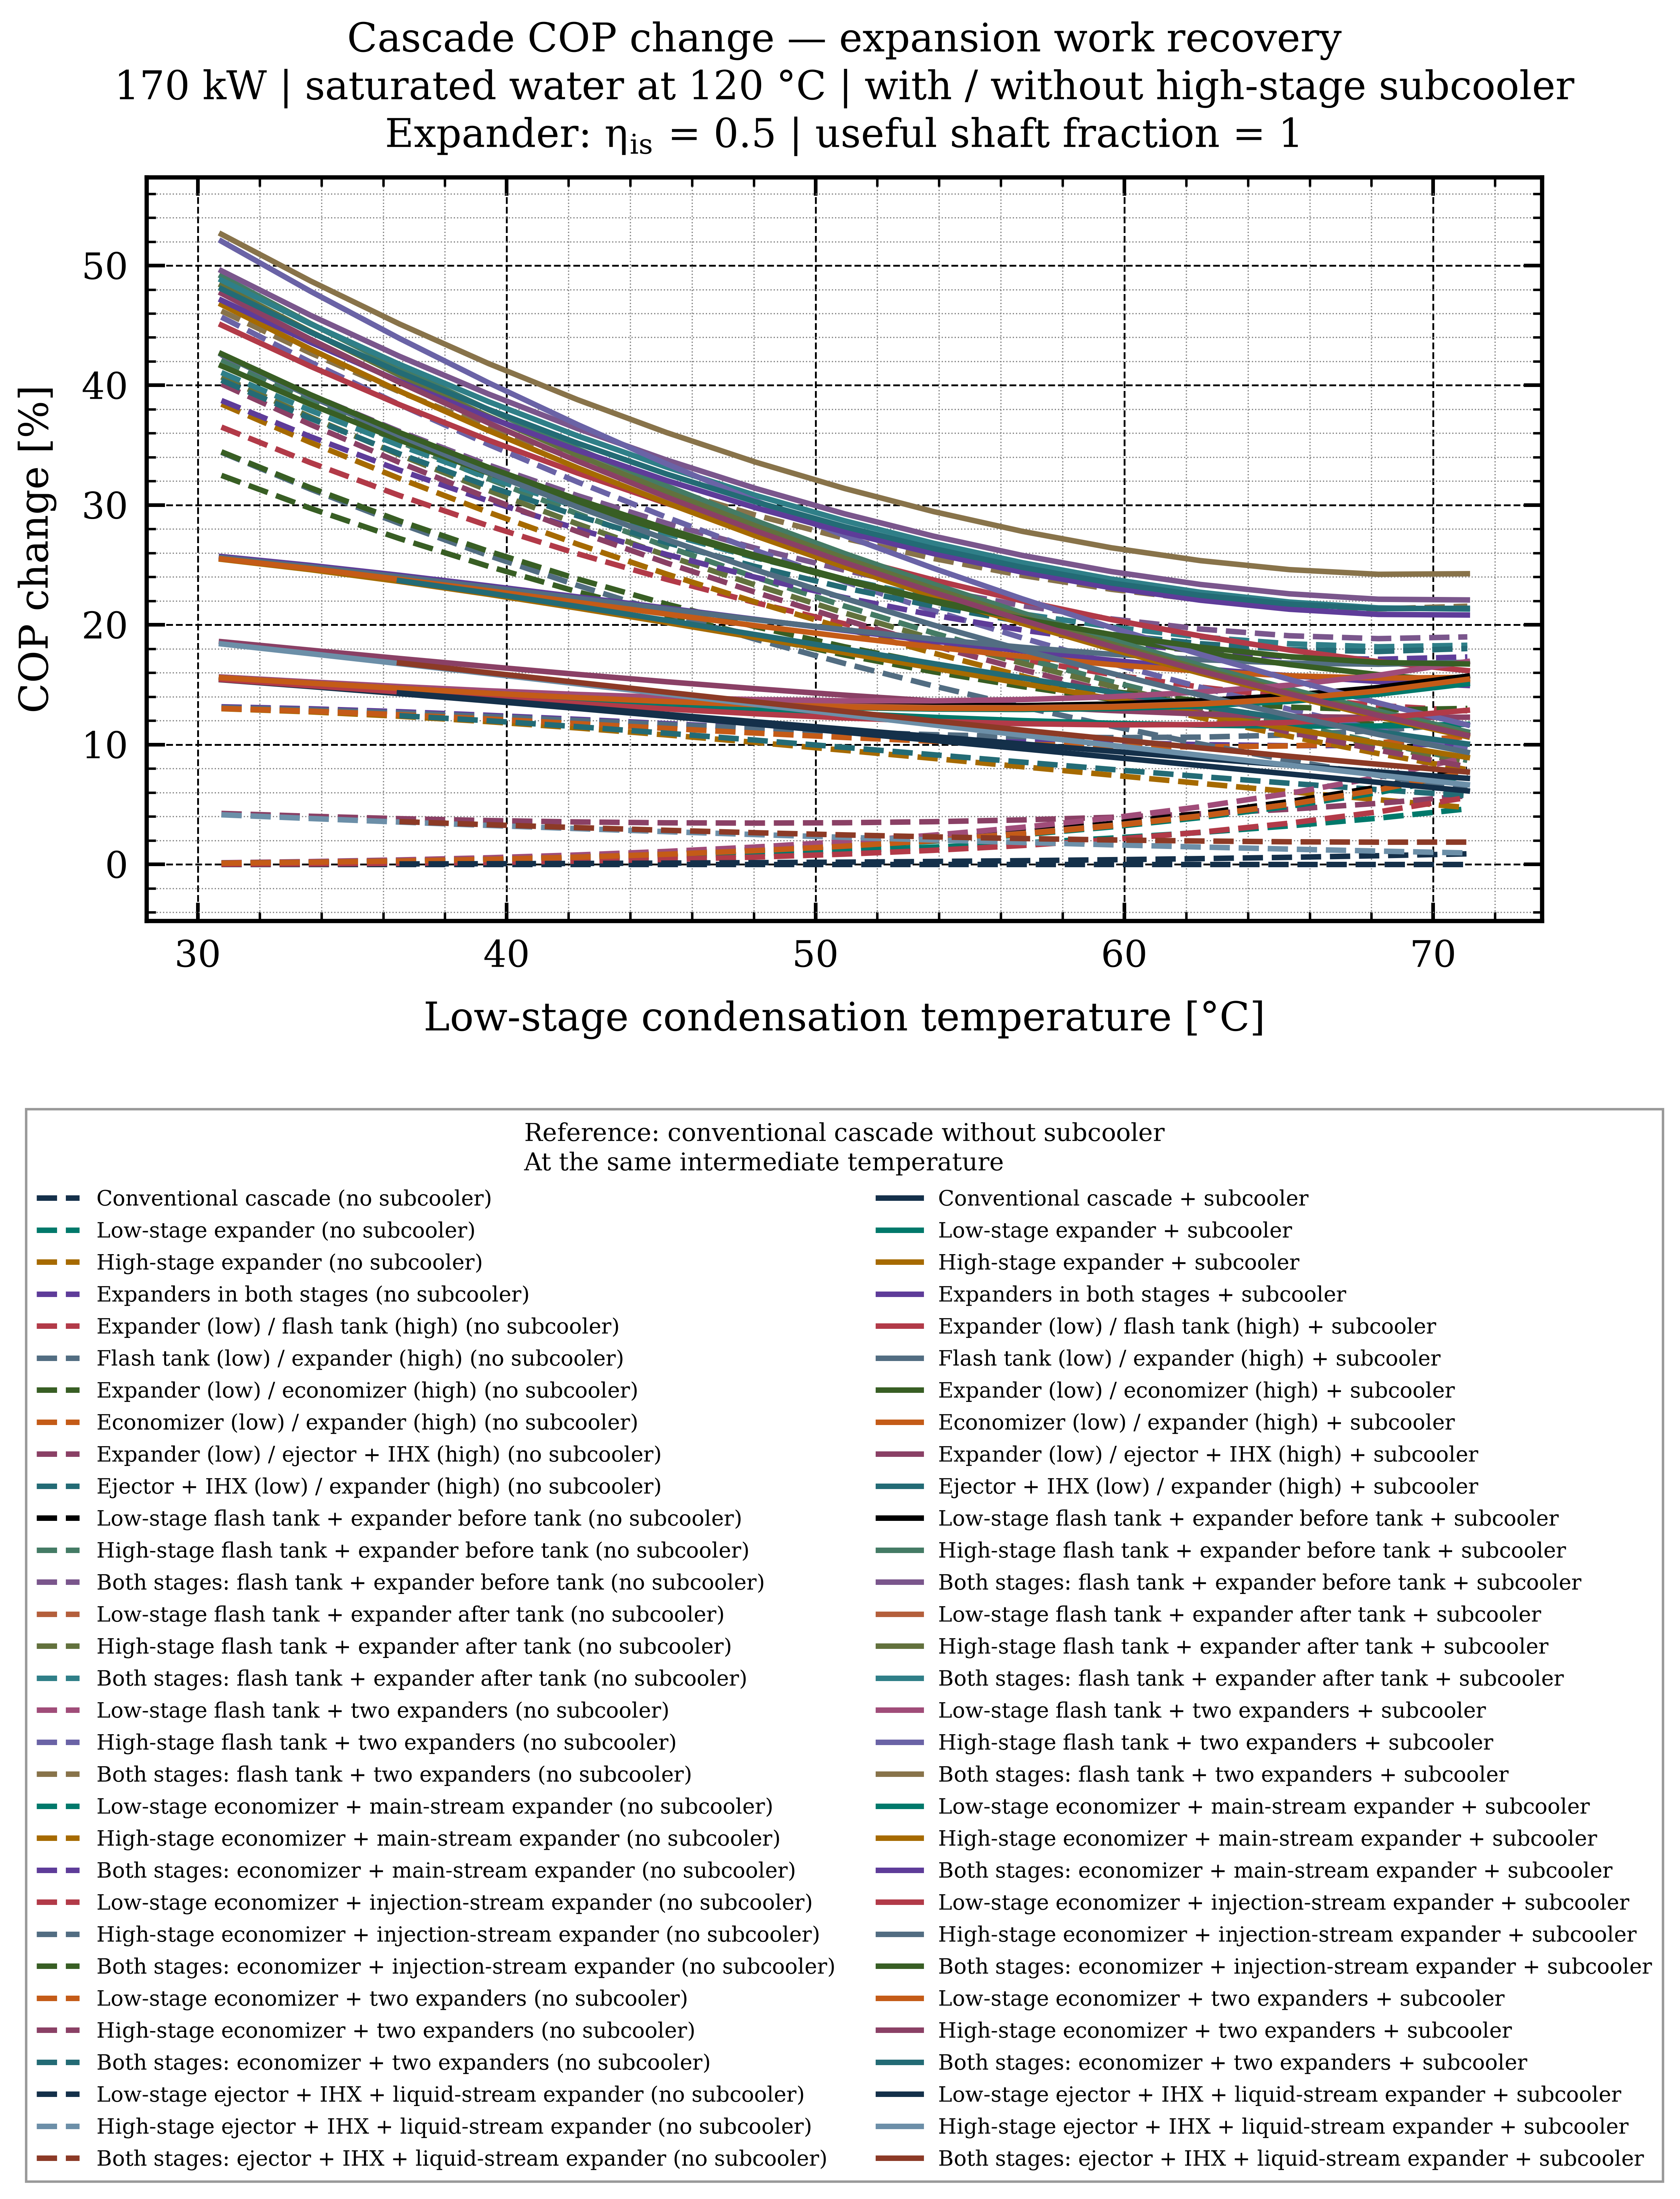 Cascade COP change — expansion work recovery
170 kW | saturated water at 120 °C | with / without high-stage subcooler
Expander: ηis = 0.5 | useful shaft fraction = 1
COP change [%]
50
40
30
20
10
0
30 40 50 60 70
Low-stage condensation temperature [°C]
Reference: conventional cascade without subcooler
At the same intermediate temperature
Conventional cascade (no subcooler)
Low-stage expander (no subcooler)
High-stage expander (no subcooler)
Expanders in both stages (no subcooler)
Expander (low) / flash tank (high) (no subcooler)
Flash tank (low) / expander (high) (no subcooler)
Expander (low) / economizer (high) (no subcooler)
Economizer (low) / expander (high) (no subcooler)
Expander (low) / ejector + IHX (high) (no subcooler)
Ejector + IHX (low) / expander (high) (no subcooler)
Low-stage flash tank + expander before tank (no subcooler)
High-stage flash tank + expander before tank (no subcooler)
Both stages: flash tank + expander before tank (no subcooler)
Low-stage flash tank + expander after tank (no subcooler)
High-stage flash tank + expander after tank (no subcooler)
Both stages: flash tank + expander after tank (no subcooler)
Low-stage flash tank + two expanders (no subcooler)
High-stage flash tank + two expanders (no subcooler)
Both stages: flash tank + two expanders (no subcooler)
Low-stage economizer + main-stream expander (no subcooler)
High-stage economizer + main-stream expander (no subcooler)
Both stages: economizer + main-stream expander (no subcooler)
Low-stage economizer + injection-stream expander (no subcooler)
High-stage economizer + injection-stream expander (no subcooler)
Both stages: economizer + injection-stream expander (no subcooler)
Low-stage economizer + two expanders (no subcooler)
High-stage economizer + two expanders (no subcooler)
Both stages: economizer + two expanders (no subcooler)
Low-stage ejector + IHX + liquid-stream expander (no subcooler)
High-stage ejector + IHX + liquid-stream expander (no subcooler)
Both stages: ejector + IHX + liquid-stream expander (no subcooler)
Conventional cascade + subcooler
Low-stage expander + subcooler
High-stage expander + subcooler
Expanders in both stages + subcooler
Expander (low) / flash tank (high) + subcooler
Flash tank (low) / expander (high) + subcooler
Expander (low) / economizer (high) + subcooler
Economizer (low) / expander (high) + subcooler
Expander (low) / ejector + IHX (high) + subcooler
Ejector + IHX (low) / expander (high) + subcooler
Low-stage flash tank + expander before tank + subcooler
High-stage flash tank + expander before tank + subcooler
Both stages: flash tank + expander before tank + subcooler
Low-stage flash tank + expander after tank + subcooler
High-stage flash tank + expander after tank + subcooler
Both stages: flash tank + expander after tank + subcooler
Low-stage flash tank + two expanders + subcooler
High-stage flash tank + two expanders + subcooler
Both stages: flash tank + two expanders + subcooler
Low-stage economizer + main-stream expander + subcooler
High-stage economizer + main-stream expander + subcooler
Both stages: economizer + main-stream expander + subcooler
Low-stage economizer + injection-stream expander + subcooler
High-stage economizer + injection-stream expander + subcooler
Both stages: economizer + injection-stream expander + subcooler
Low-stage economizer + two expanders + subcooler
High-stage economizer + two expanders + subcooler
Both stages: economizer + two expanders + subcooler
Low-stage ejector + IHX + liquid-stream expander + subcooler
High-stage ejector + IHX + liquid-stream expander + subcooler
Both stages: ejector + IHX + liquid-stream expander + subcooler